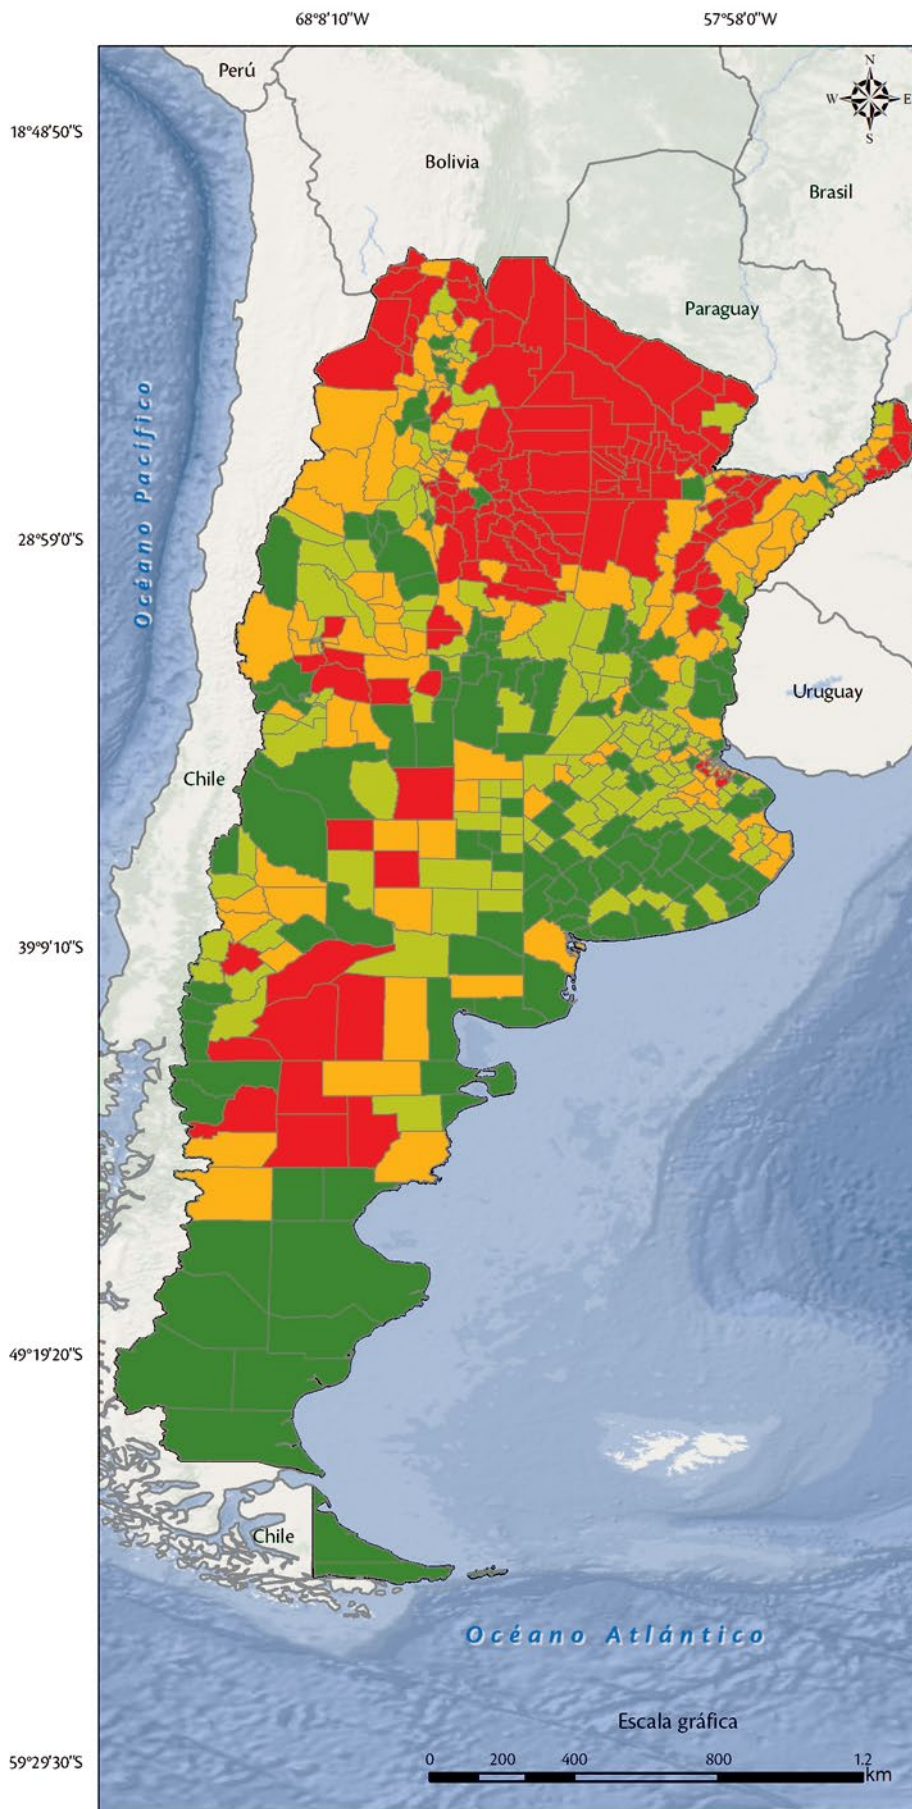 68°8'10"W
57°58'0"W
Perú
N
W
E
S
18°48'50"S
Bolivia
Brasil
Paraguay
Océano Pacífico
28°59'0"S
Uruguay
Chile
39°9'10"S
49°19'20"S
Chile
Océano Atlántico
Escala gráfica
59°29'30"S
0 200 400 800 1.2
km